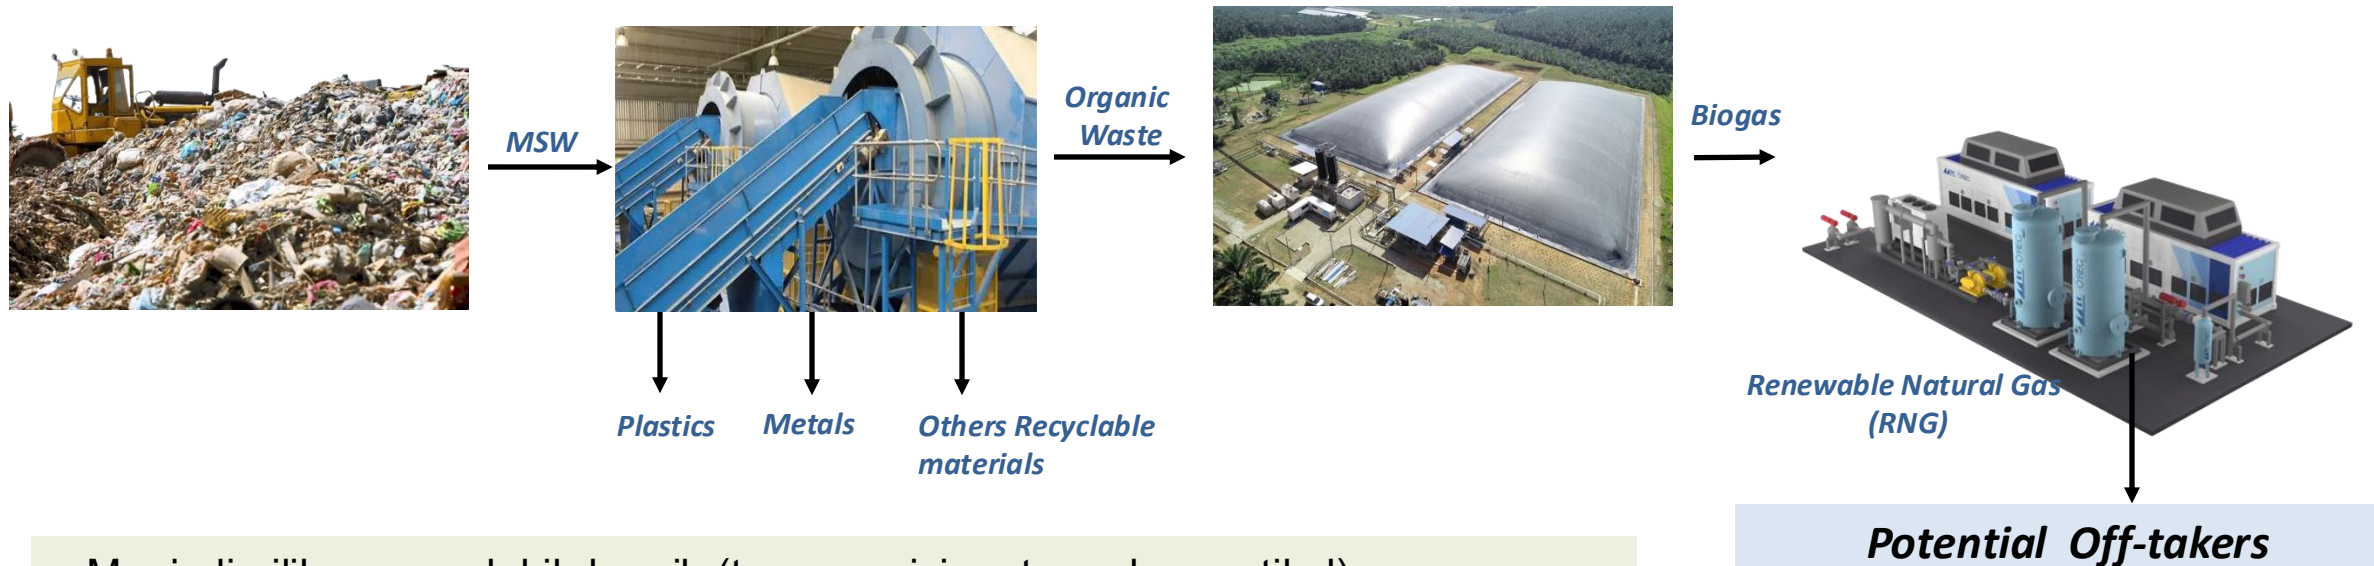 MSW
Organic
Waste
Biogas
Plastics
Metals
Others Recyclable
materials
Renewable Natural Gas
(RNG)
Potential Off-takers